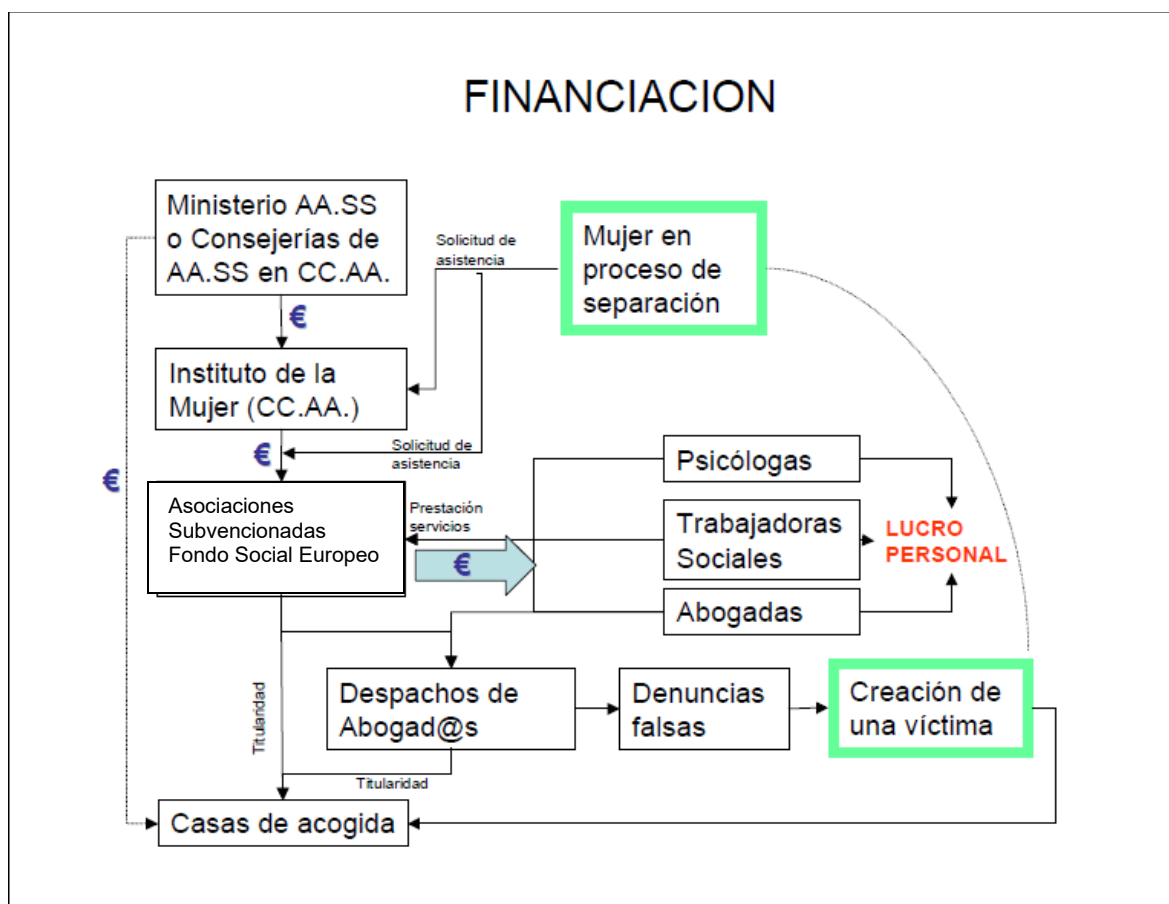 FINANCIACION
Ministerio AA.SS
o Consejerías de
AA.SS en CC.AA.
Solicitud de
asistencia
Mujer en
proceso de
separación
€
Instituto de la
Mujer (CC.AA.)
€
Solicitud de
asistencia
€
Psicólogas
Asociaciones
Subvencionadas
Fondo Social Europeo
Prestación
servicios
€
Trabajadoras
Sociales
LUCRO
PERSONAL
Abogadas
Titularidad
Despachos de
Abogad@s
Denuncias
falsas
Creación de
una víctima
Titularidad
Casas de acogida